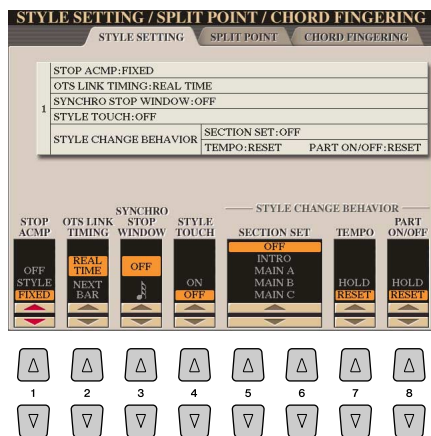 STYLE SETTING / SPLIT POINT / CHORD FINGERING
STYLE SETTING SPLIT POINT CHORD FINGERING
1
STOP ACMP:FIXED
OTS LINK TIMING:REAL TIME
SYNCHRO STOP WINDOW:OFF
STYLE TOUCH:OFF
STYLE CHANGE BEHAVIOR
SECTION SET:OFF
TEMPO:RESET PART ON/OFF:RESET
STYLE CHANGE BEHAVIOR
STOP ACMP
OTS LINK TIMING
SYNCHRO STOP WINDOW
STYLE TOUCH
SECTION SET
TEMPO
PART ON/OFF
OFF
STYLE
FIXED
REAL TIME
NEXT BAR
OFF
ON
OFF
OFF
INTRO
MAIN A
MAIN B
MAIN C
HOLD
RESET
HOLD
RESET
1 2 3 4 5 6 7 8